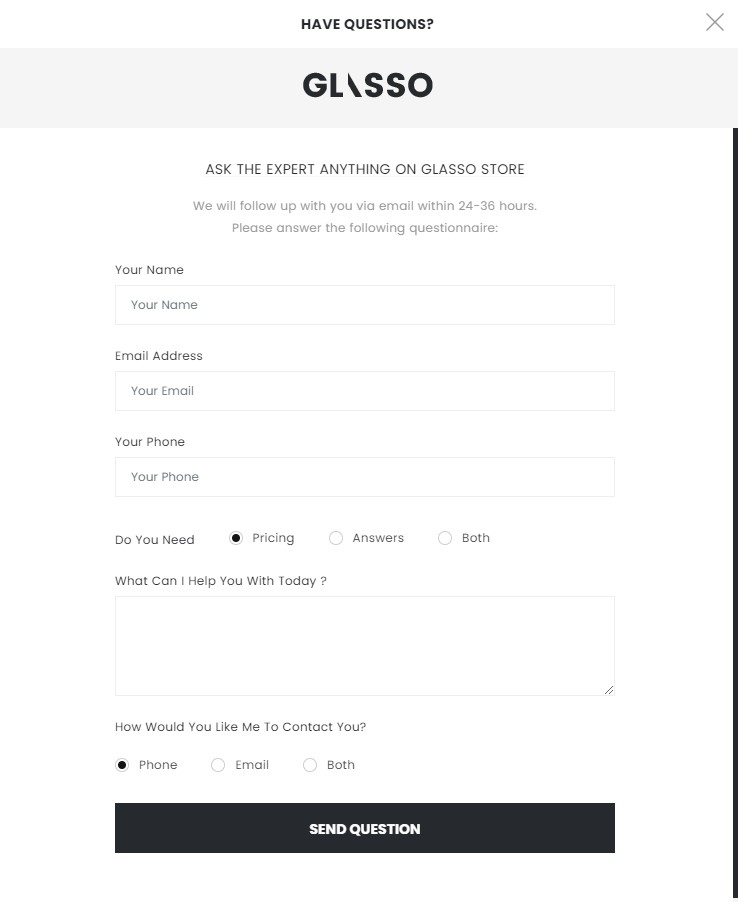 HAVE QUESTIONS?
GLASSO
ASK THE EXPERT ANYTHING ON GLASSO STORE
We will follow up with you via email within 24-36 hours.
Please answer the following questionnaire:
Your Name
Your Name
Email Address
Your Email
Your Phone
Your Phone
Do You Need Pricing Answers Both
What Can I Help You With Today ?
How Would You Like Me To Contact You?
Phone Email Both
SEND QUESTION